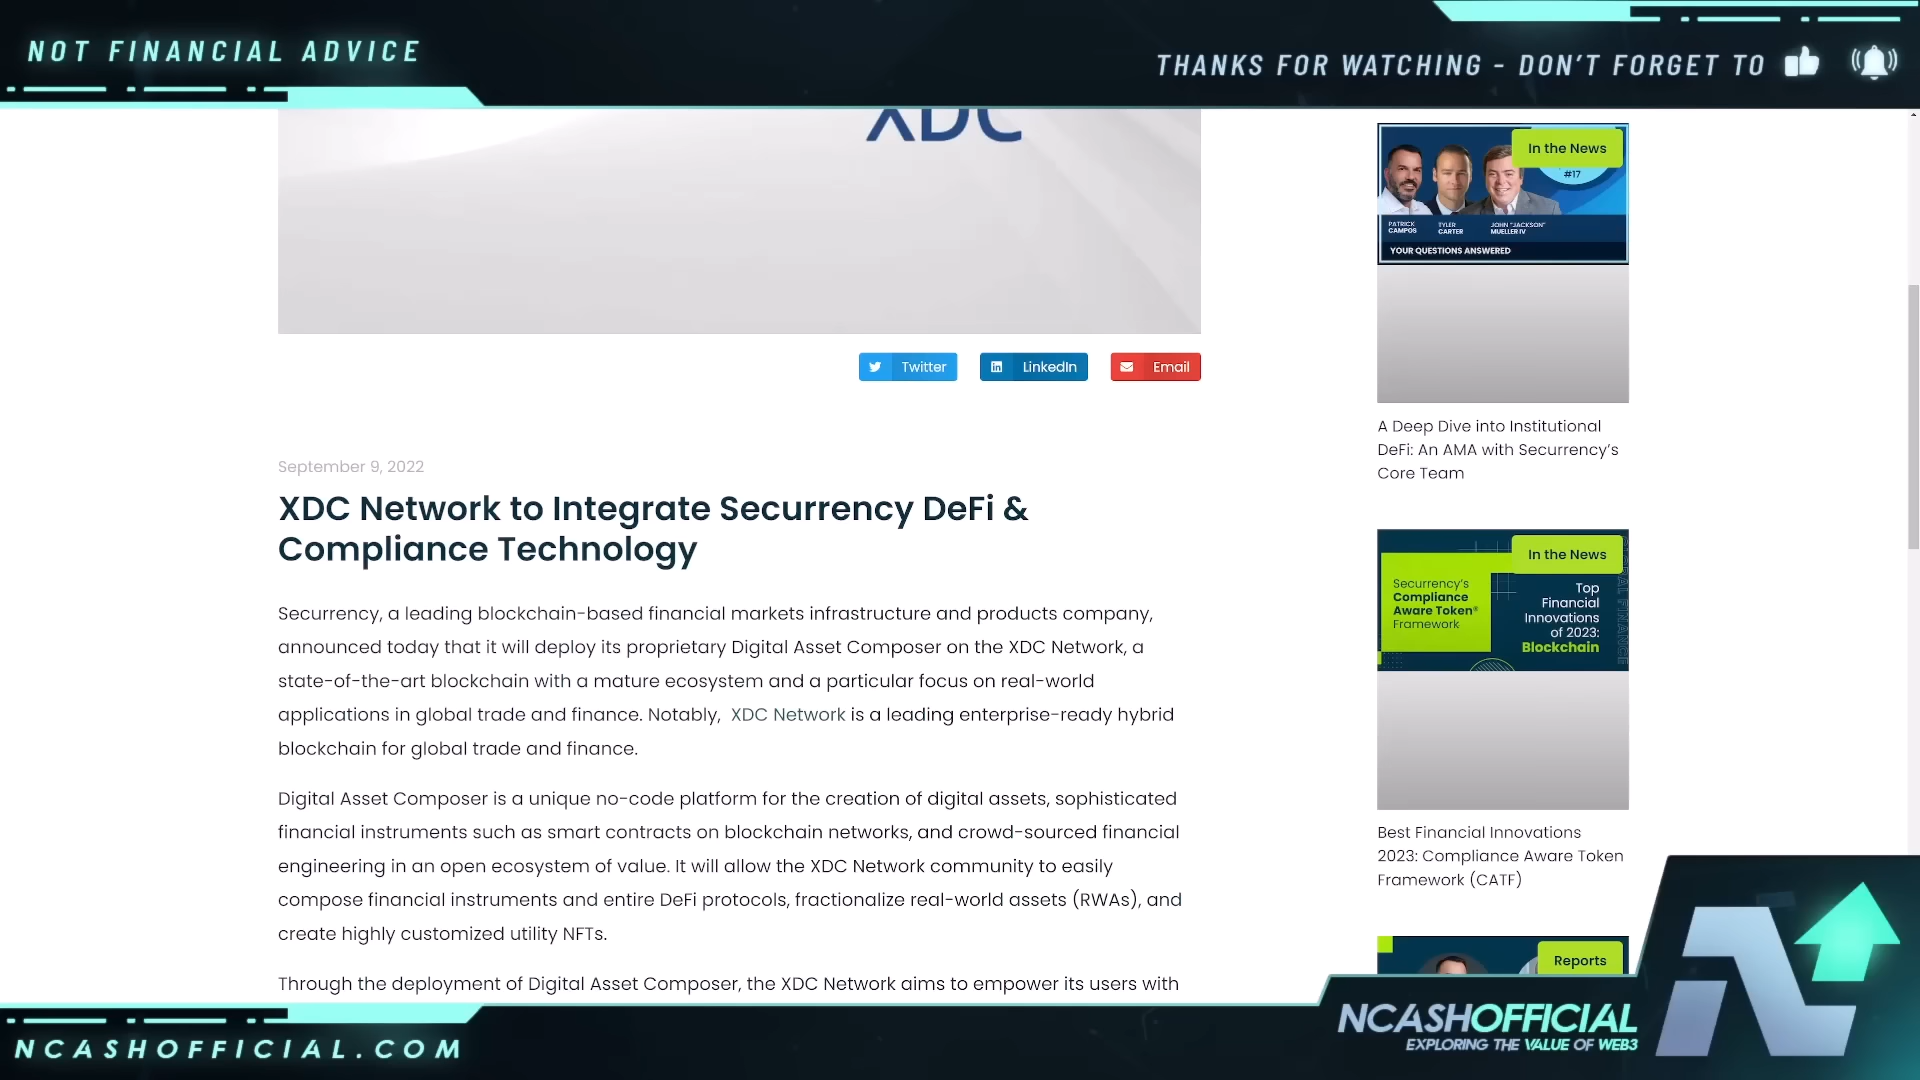 NOT FINANCIAL ADVICE
THANKS FOR WATCHING - DON'T FORGET TO
XDC
Twitter
LinkedIn
Email
September 9, 2022
XDC Network to Integrate Securrency DeFi &
Compliance Technology
Securrency, a leading blockchain-based financial markets infrastructure and products company,
announced today that it will deploy its proprietary Digital Asset Composer on the XDC Network, a
state-of-the-art blockchain with a mature ecosystem and a particular focus on real-world
applications in global trade and finance. Notably, XDC Network is a leading enterprise-ready hybrid
blockchain for global trade and finance.
Digital Asset Composer is a unique no-code platform for the creation of digital assets, sophisticated
financial instruments such as smart contracts on blockchain networks, and crowd-sourced financial
engineering in an open ecosystem of value. It will allow the XDC Network community to easily
compose financial instruments and entire DeFi protocols, fractionalize real-world assets (RWAs), and
create highly customized utility NFTs.
Through the deployment of Digital Asset Composer, the XDC Network aims to empower its users with
In the News
#17
PATRICK
CAMPOS
TYLER
CARTER
JOHN "JACKSON"
MUELLER IV
YOUR QUESTIONS ANSWERED
A Deep Dive into Institutional
DeFi: An AMA with Securrency's
Core Team
In the News
Securrency's
Compliance
Aware Token®
Framework
Top
Financial
Innovations
of 2023:
Blockchain
Best Financial Innovations
2023: Compliance Aware Token
Framework (CATF)
Reports
NCASHOFFICIAL.COM
NCASHOFFICIAL
EXPLORING THE VALUE OF WEB3